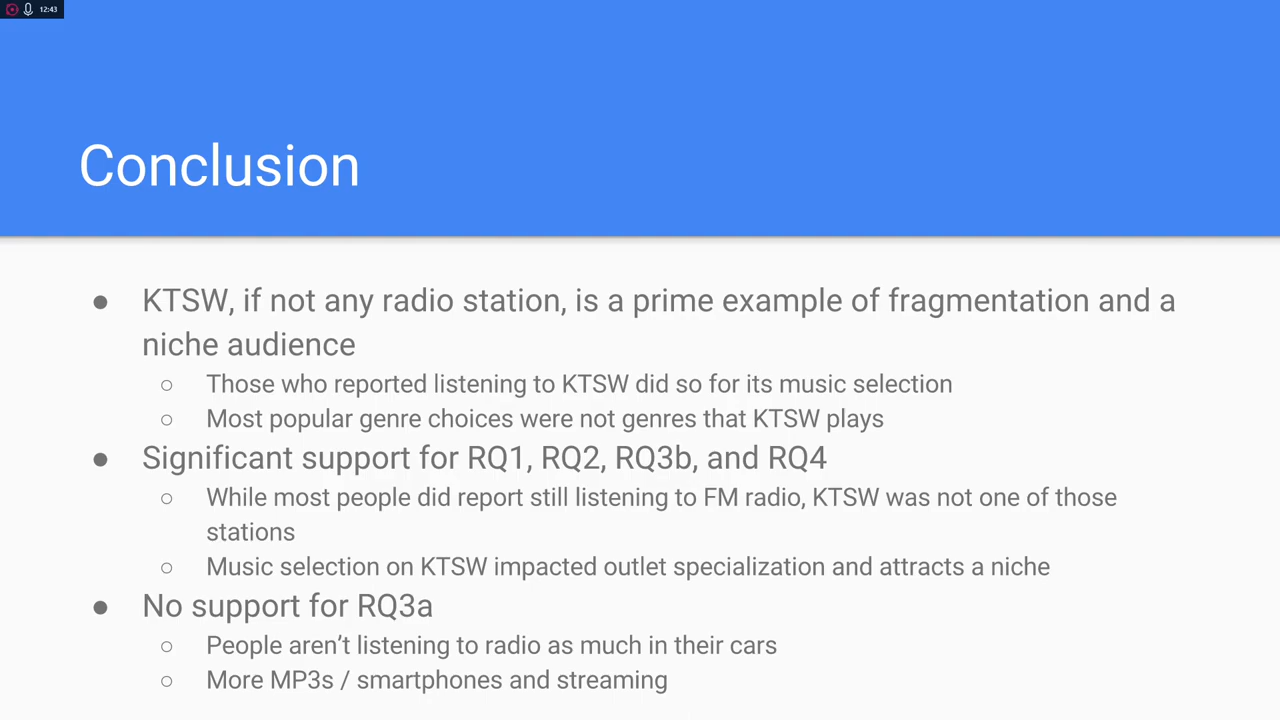 12:43
Conclusion
● KTSW, if not any radio station, is a prime example of fragmentation and a
niche audience
○ Those who reported listening to KTSW did so for its music selection
○ Most popular genre choices were not genres that KTSW plays
● Significant support for RQ1, RQ2, RQ3b, and RQ4
○ While most people did report still listening to FM radio, KTSW was not one of those
stations
○ Music selection on KTSW impacted outlet specialization and attracts a niche
● No support for RQ3a
○ People aren’t listening to radio as much in their cars
○ More MP3s / smartphones and streaming